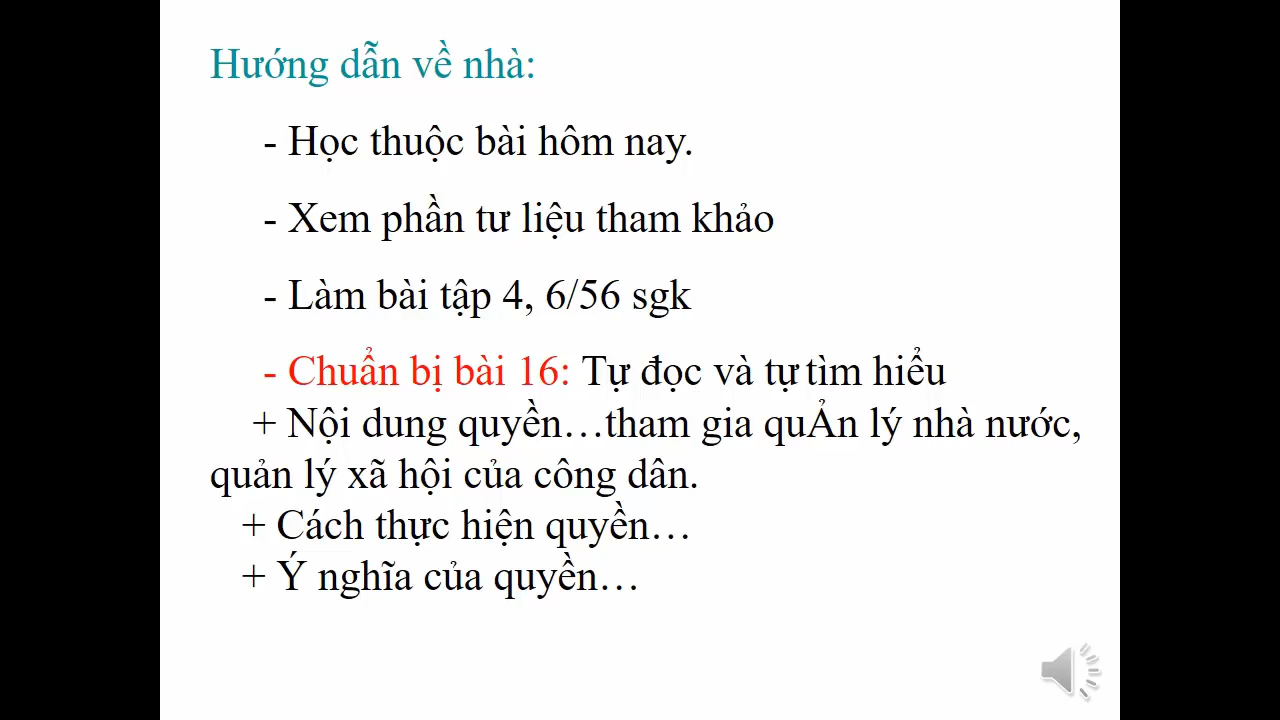 Hướng dẫn về nhà:
- Học thuộc bài hôm nay.
- Xem phần tư liệu tham khảo
- Làm bài tập 4, 6/56 sgk
- Chuẩn bị bài 16: Tự đọc và tự tìm hiểu
+ Nội dung quyền…tham gia quẢn lý nhà nước,
quản lý xã hội của công dân.
+ Cách thực hiện quyền…
+ Ý nghĩa của quyền…